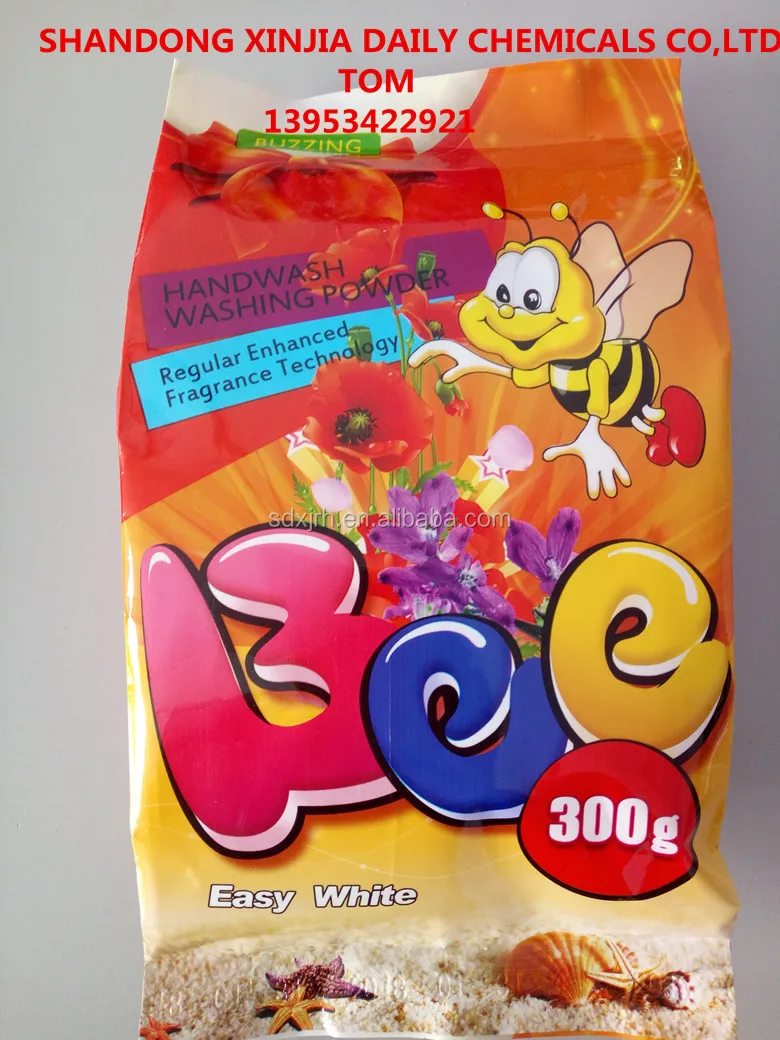 SHANDONG XINJIA DAILY CHEMICALS CO,LTD
TOM
13953422921
BUZZING
HANDWASH
WASHING POWDER
Regular Enhanced
Fragrance Technology
sdxjrh.en.alibaba.com
Bee
300g
Easy White